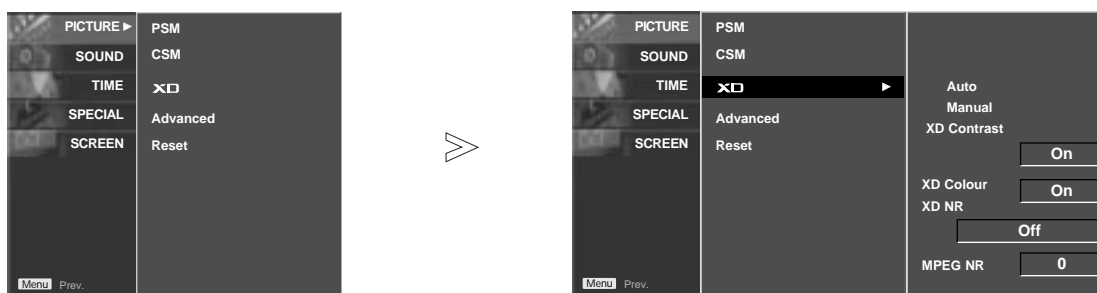 PICTURE ►
SOUND
TIME
SPECIAL
SCREEN
PSM
CSM
XD
Advanced
Reset
Menu Prev.
PICTURE
SOUND
TIME
SPECIAL
SCREEN
PSM
CSM
XD ►
Advanced
Reset
Auto
Manual
XD Contrast
On
XD Colour On
XD NR
Off
MPEG NR 0
Menu Prev.